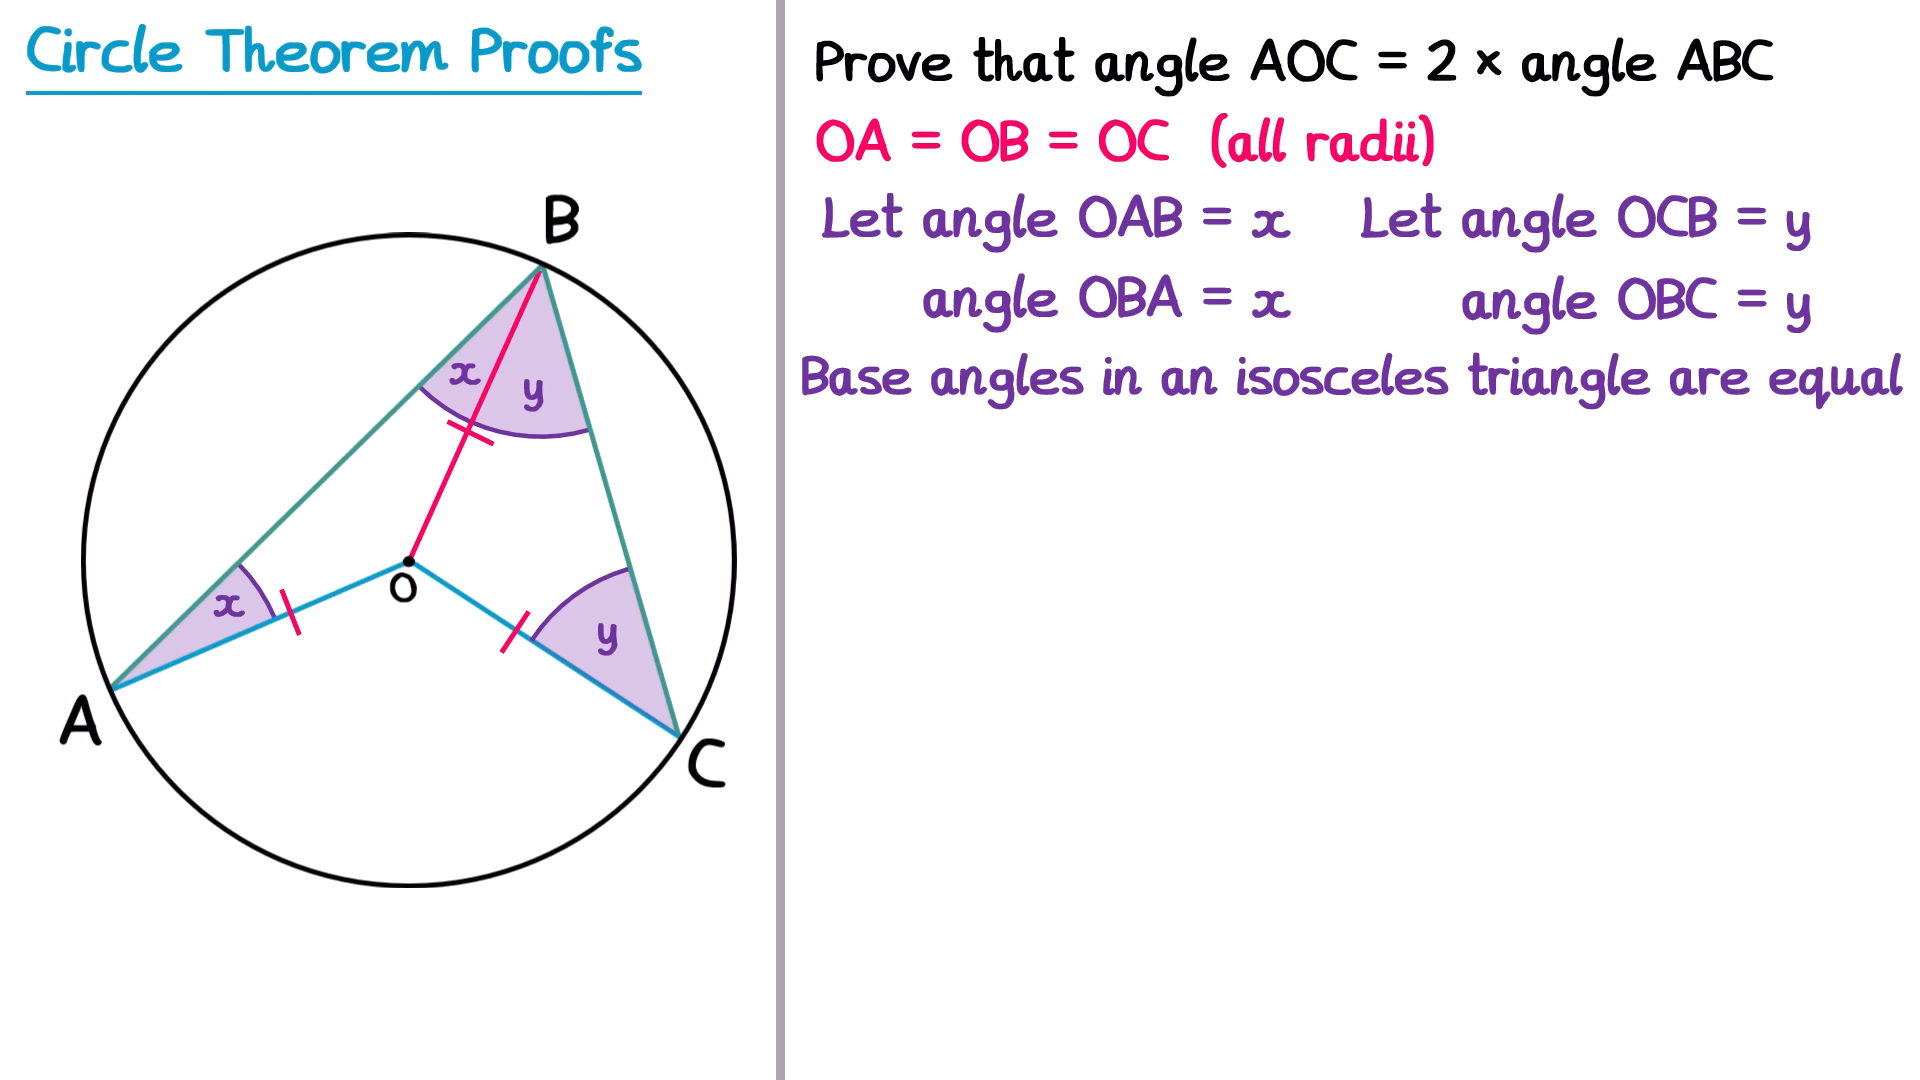 Circle Theorem Proofs
B
x
y
x
O
y
A
C
Prove that angle AOC = 2 × angle ABC
OA = OB = OC (all radii)
Let angle OAB = x Let angle OCB = y
angle OBA = x angle OBC = y
Base angles in an isosceles triangle are equal